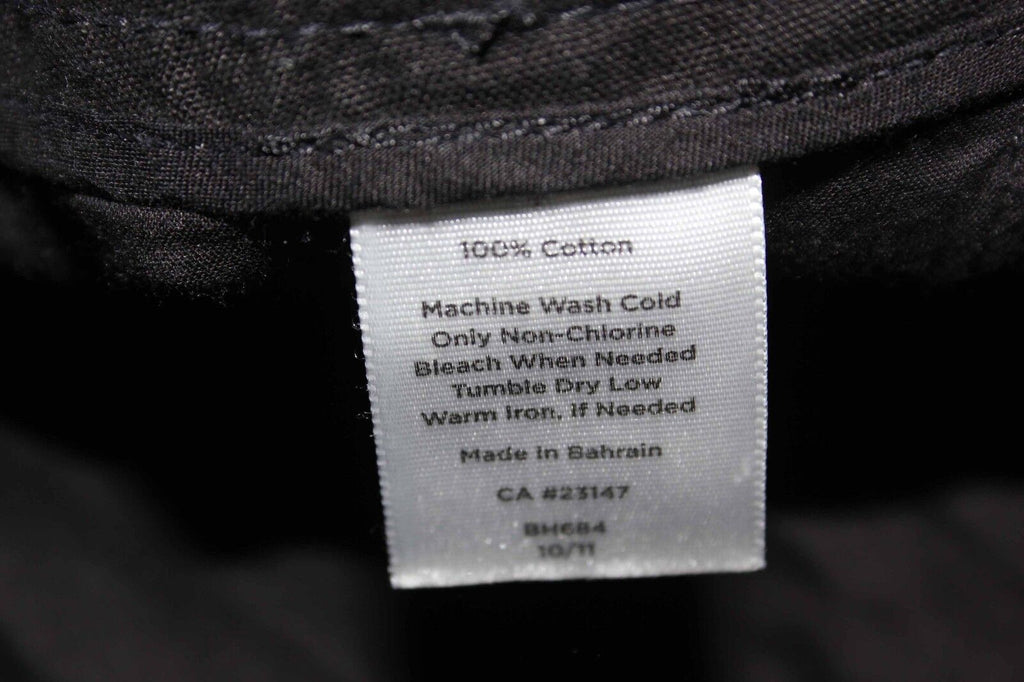 100% Cotton
Machine Wash Cold
Only Non-Chlorine
Bleach When Needed
Tumble Dry Low
Warm Iron, If Needed
Made In Bahrain
CA #23147
BH684
10/11